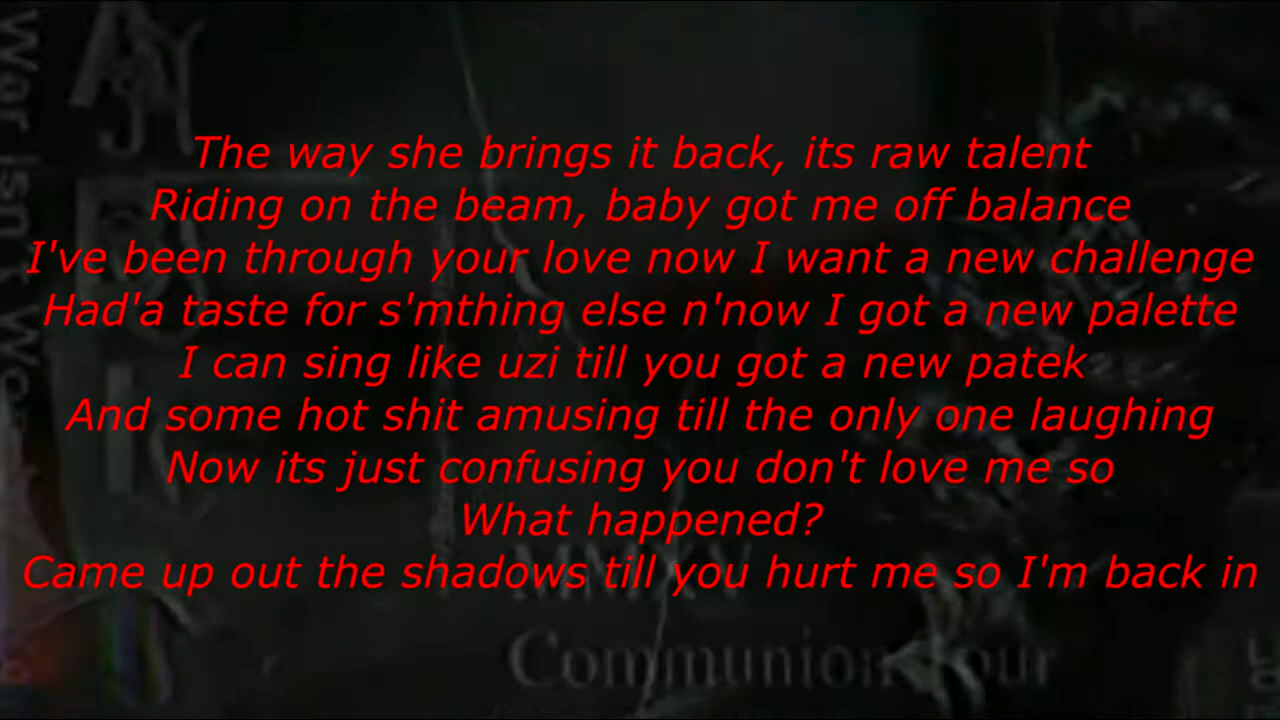 The way she brings it back, its raw talent
Riding on the beam, baby got me off balance
I've been through your love now I want a new challenge
Had'a taste for s'mthing else n'now I got a new palette
I can sing like uzi till you got a new patek
And some hot shit amusing till the only one laughing
Now its just confusing you don't love me so
What happened?
Came up out the shadows till you hurt me so I'm back in
MMXV
Communion Tour
War Isn't